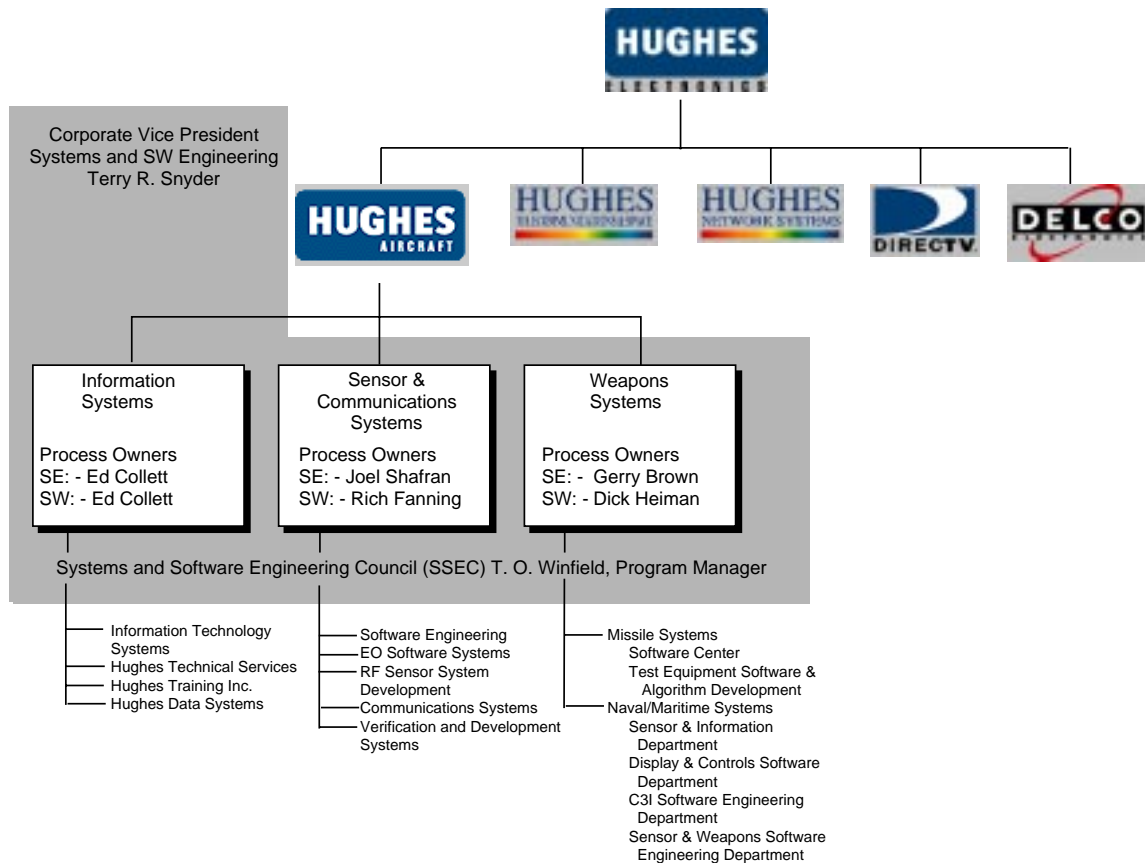 HUGHES
ELECTRONICS
Corporate Vice President
Systems and SW Engineering
Terry R. Snyder
HUGHES
AIRCRAFT
HUGHES
TELECOMMUNICATIONS & SPACE
HUGHES
NETWORK SYSTEMS
DIRECTV
DELCO
ELECTRONICS
Information
Systems
Process Owners
SE: - Ed Collett
SW: - Ed Collett
Sensor &
Communications
Systems
Process Owners
SE: - Joel Shafran
SW: - Rich Fanning
Weapons
Systems
Process Owners
SE: - Gerry Brown
SW: - Dick Heiman
Systems and Software Engineering Council (SSEC) T. O. Winfield, Program Manager
Information Technology
Systems
Hughes Technical Services
Hughes Training Inc.
Hughes Data Systems
Software Engineering
EO Software Systems
RF Sensor System
Development
Communications Systems
Verification and Development
Systems
Missile Systems
Software Center
Test Equipment Software &
Algorithm Development
Naval/Maritime Systems
Sensor & Information
Department
Display & Controls Software
Department
C3I Software Engineering
Department
Sensor & Weapons Software
Engineering Department